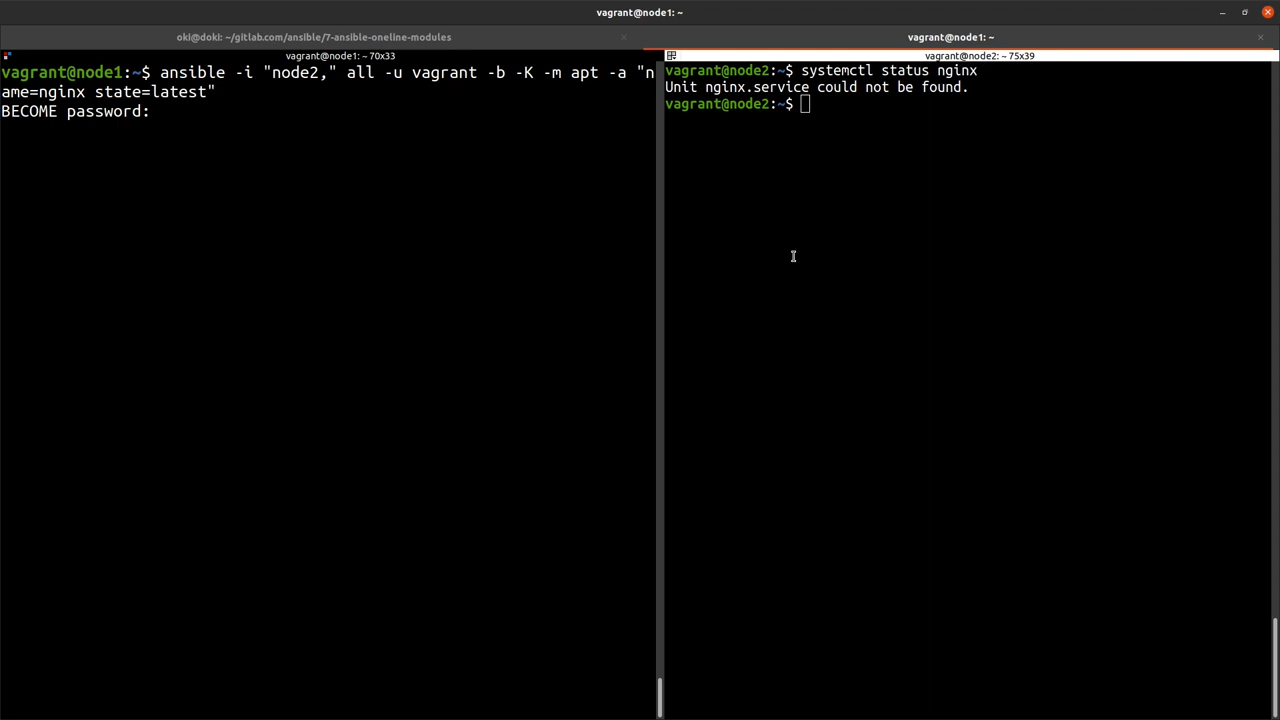 vagrant@node1: ~
oki@doki: ~/gitlab.com/ansible/7-ansible-oneline-modules
vagrant@node1: ~
vagrant@node1: ~ 70x33
vagrant@node1:~$ ansible -i "node2," all -u vagrant -b -K -m apt -a "n
ame=nginx state=latest"
BECOME password:
vagrant@node2: ~ 75x39
vagrant@node2:~$ systemctl status nginx
Unit nginx.service could not be found.
vagrant@node2:~$